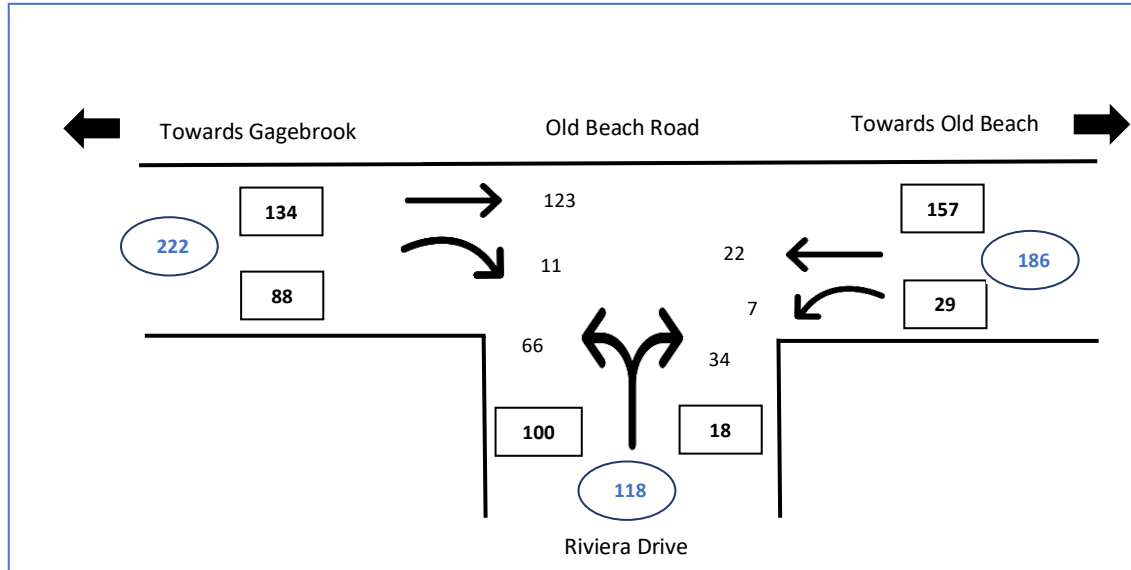 Towards Gagebrook Old Beach Road Towards Old Beach
134 123 157
222 11 22 186
88 7 29
66 34
100 18
118
Riviera Drive